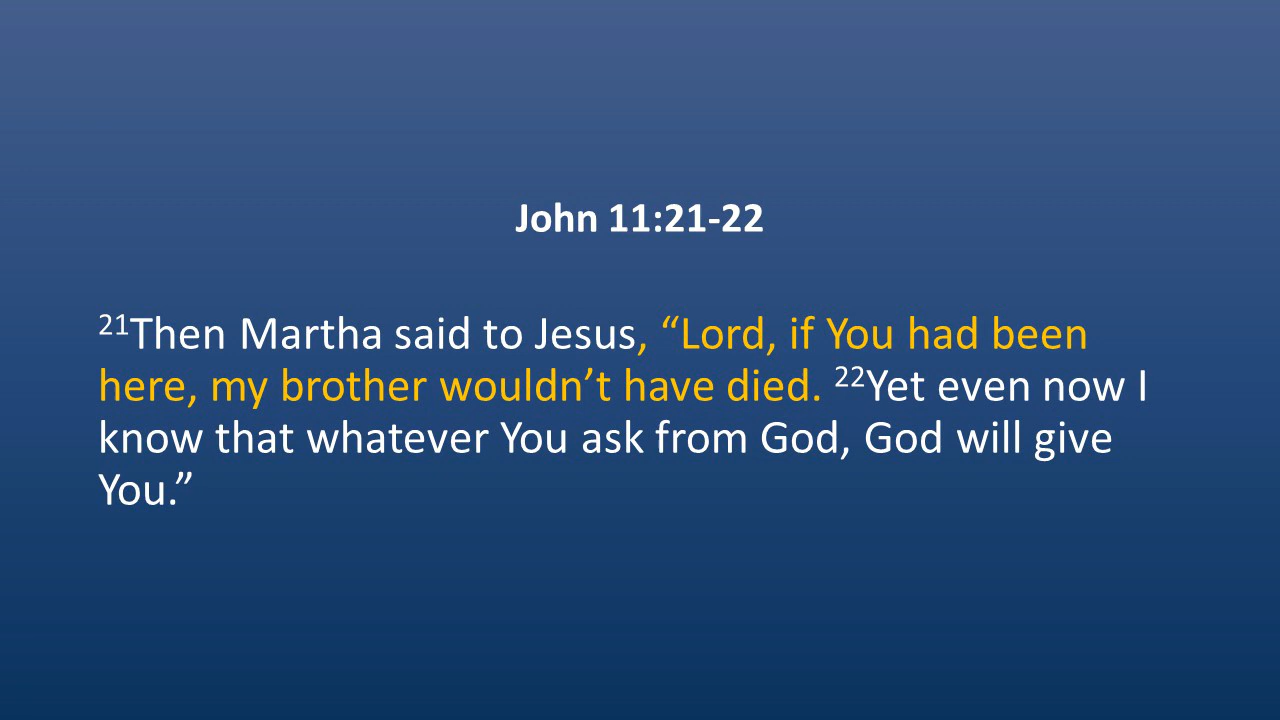 John 11:21-22
²¹Then Martha said to Jesus, “Lord, if You had been
here, my brother wouldn’t have died. ²²Yet even now I
know that whatever You ask from God, God will give
You.”